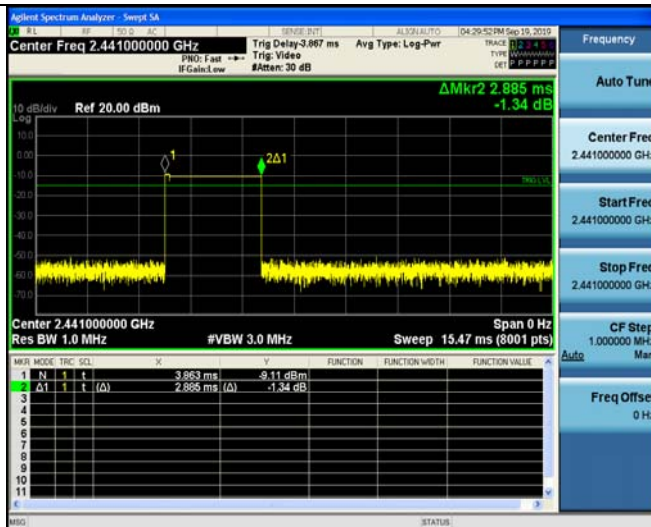 Agilent Spectrum Analyzer - Swept SA
RL RF 50 Ω AC SENSE:INT ALIGN AUTO 04:29:52 PM Sep 19, 2019
Center Freq 2.441000000 GHz Trig Delay-3.867 ms Avg Type: Log-Pwr TRACE 1 2 3 4 5 6
PNO: Fast Trig: Video TYPE
IFGain:Low #Atten: 30 dB DET P P P P P P
ΔMkr2 2.885 ms
10 dB/div Ref 20.00 dBm -1.34 dB
Log
10.0
1
2Δ1
0.00
-10.0
TRIG LVL
-20.0
-30.0
-40.0
-50.0
-60.0
-70.0
Center 2.441000000 GHz Span 0 Hz
Res BW 1.0 MHz #VBW 3.0 MHz Sweep 15.47 ms (8001 pts)
MKR MODE TRC SCL X Y FUNCTION FUNCTION WIDTH FUNCTION VALUE
1 N 1 t 3.863 ms -9.11 dBm
2 Δ1 1 t (Δ) 2.885 ms (Δ) -1.34 dB
3
4
5
6
7
8
9
10
11
MSG STATUS
Frequency
Auto Tune
Center Freq
2.441000000 GHz
Start Freq
2.441000000 GHz
Stop Freq
2.441000000 GHz
CF Step
1.000000 MHz
Auto Man
Freq Offset
0 Hz